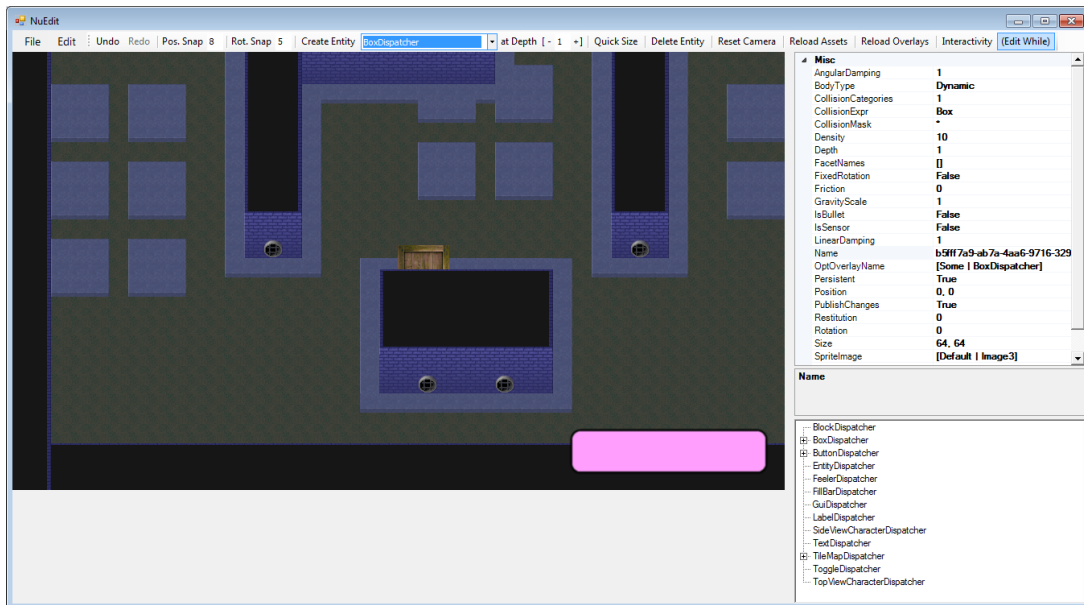 NuEdit
File Edit Undo Redo Pos. Snap 8 Rot. Snap 5 Create Entity BoxDispatcher at Depth [ - 1 +] Quick Size Delete Entity Reset Camera Reload Assets Reload Overlays Interactivity (Edit While)
Misc
AngularDamping 1
BodyType Dynamic
CollisionCategories 1
CollisionExpr Box
CollisionMask *
Density 10
Depth 1
FacetNames []
FixedRotation False
Friction 0
GravityScale 1
IsBullet False
IsSensor False
LinearDamping 1
Name b5fff7a9-ab7a-4aa6-9716-329
OptOverlayName [Some | BoxDispatcher]
Persistent True
Position 0, 0
PublishChanges True
Restitution 0
Rotation 0
Size 64, 64
SpriteImage [Default | Image3]
Name
BlockDispatcher
BoxDispatcher
ButtonDispatcher
EntityDispatcher
FeelerDispatcher
FillBarDispatcher
GuiDispatcher
LabelDispatcher
SideViewCharacterDispatcher
TextDispatcher
TileMapDispatcher
ToggleDispatcher
TopViewCharacterDispatcher